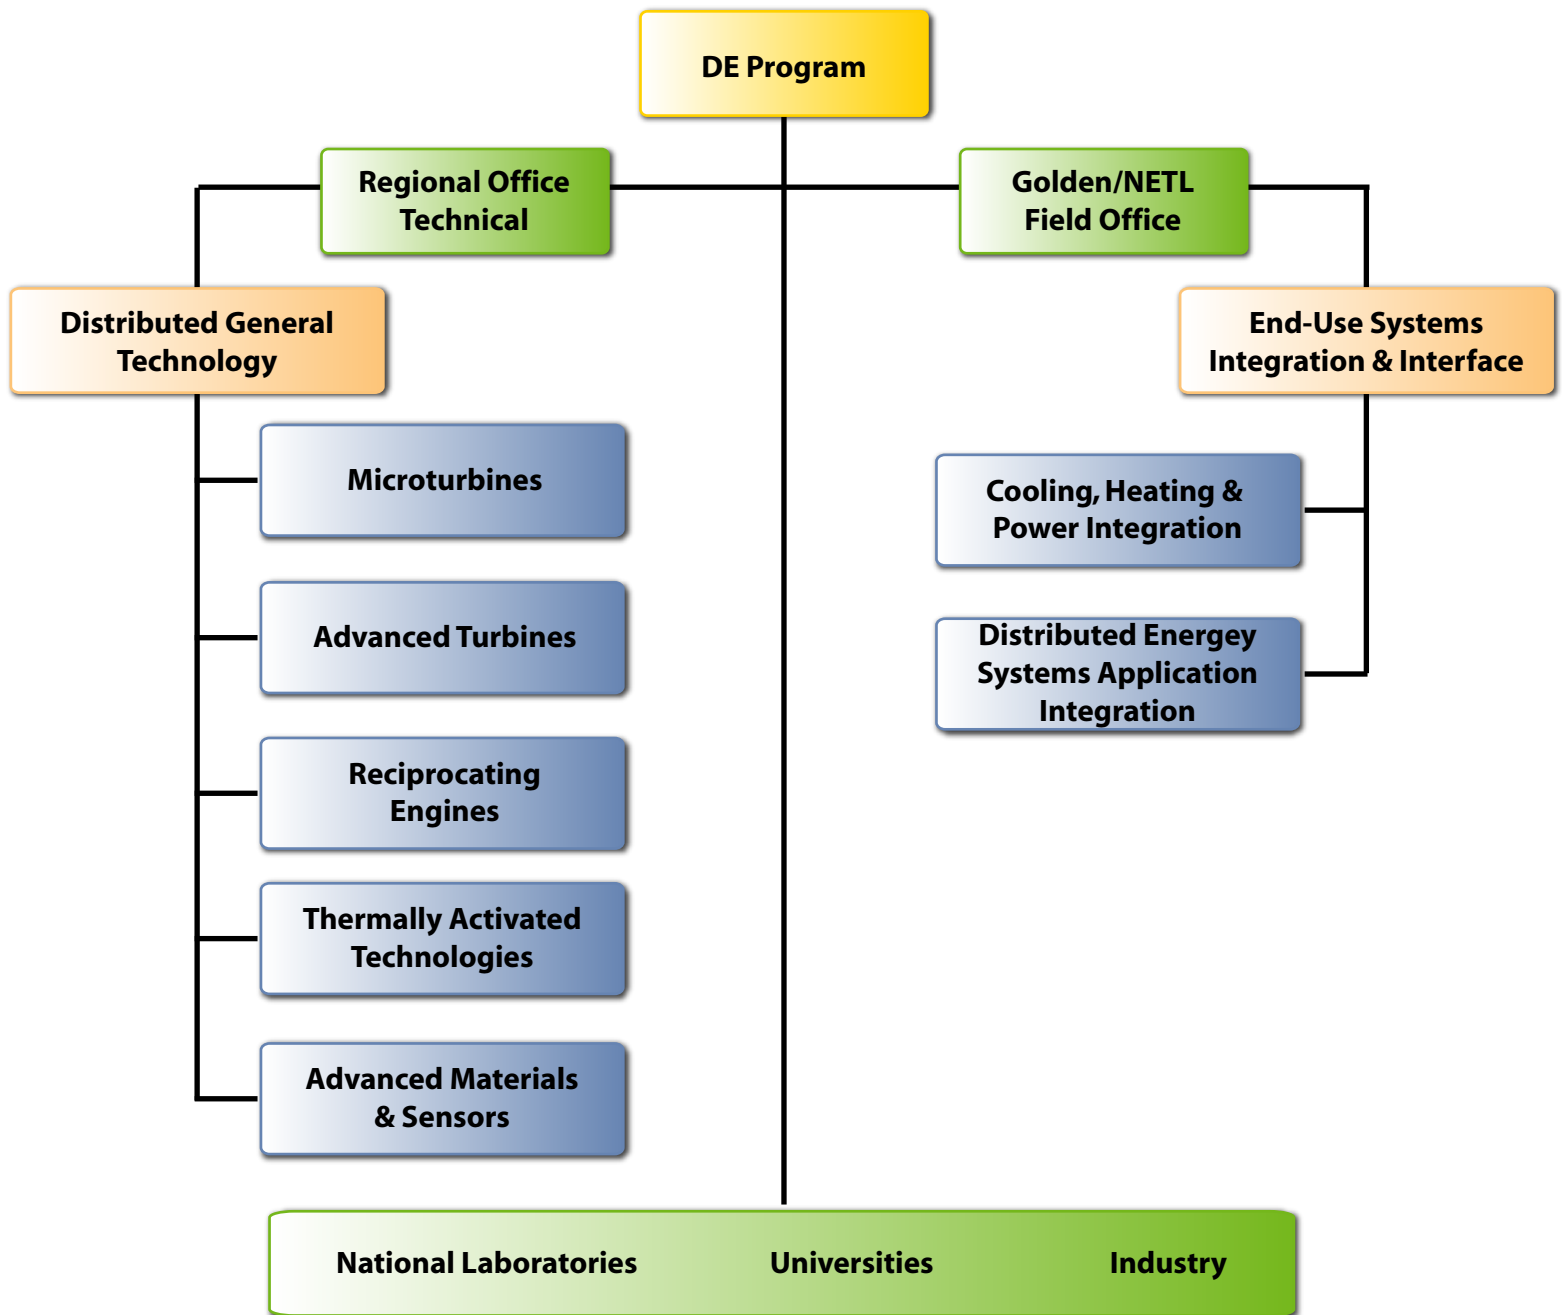 DE Program
Regional Office
Technical
Golden/NETL
Field Office
Distributed General
Technology
End-Use Systems
Integration & Interface
Microturbines
Advanced Turbines
Reciprocating
Engines
Thermally Activated
Technologies
Advanced Materials
& Sensors
Cooling, Heating &
Power Integration
Distributed Energey
Systems Application
Integration
National Laboratories Universities Industry